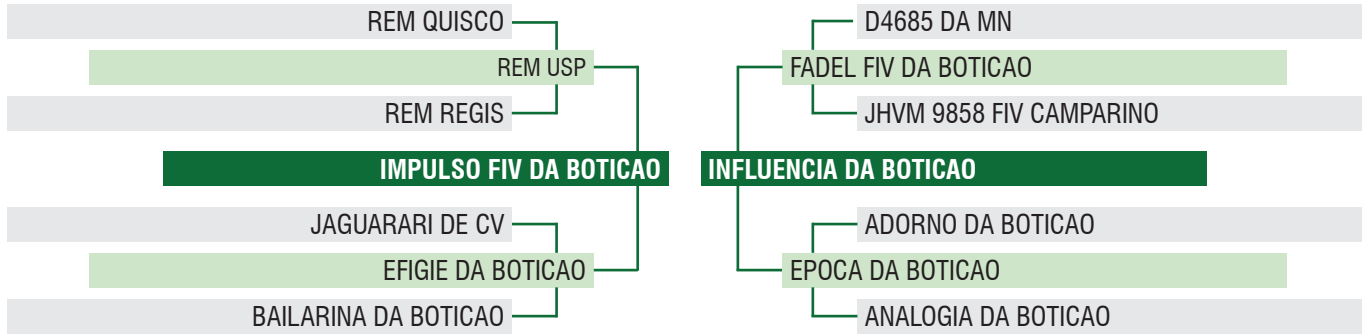 REM QUISCO
REM USP
REM REGIS
IMPULSO FIV DA BOTICAO
JAGUARARI DE CV
EFIGIE DA BOTICAO
BAILARINA DA BOTICAO
D4685 DA MN
FADEL FIV DA BOTICAO
JHVM 9858 FIV CAMPARINO
INFLUENCIA DA BOTICAO
ADORNO DA BOTICAO
EPOCA DA BOTICAO
ANALOGIA DA BOTICAO